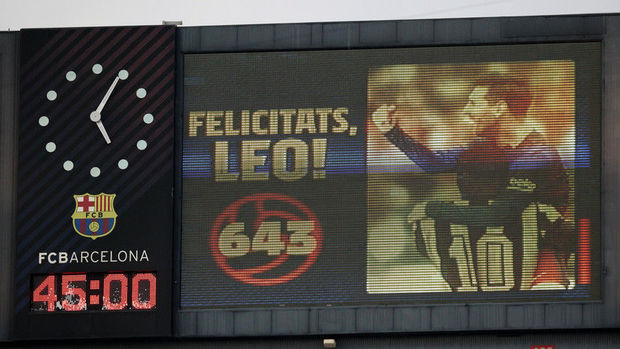 FCB
FCBARCELONA
45:00
FELICITATS,
LEO!
643
10